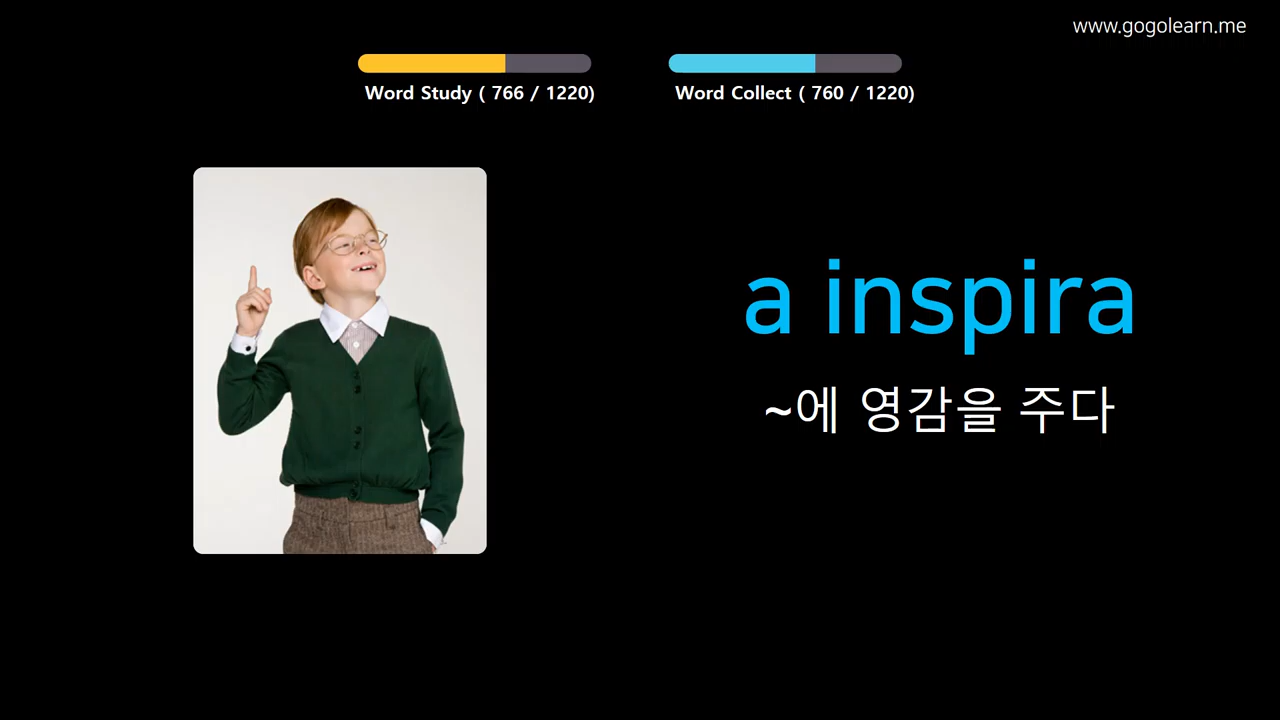 www.gogolearn.me
Word Study ( 766 / 1220)
Word Collect ( 760 / 1220)
a inspira
~에 영감을 주다